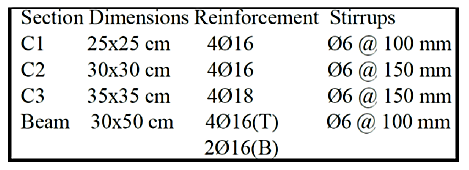 Section Dimensions Reinforcement Stirrups
C1 25x25 cm 4Ø16 Ø6 @ 100 mm
C2 30x30 cm 4Ø16 Ø6 @ 150 mm
C3 35x35 cm 4Ø18 Ø6 @ 150 mm
Beam 30x50 cm 4Ø16(T) Ø6 @ 100 mm
2Ø16(B)